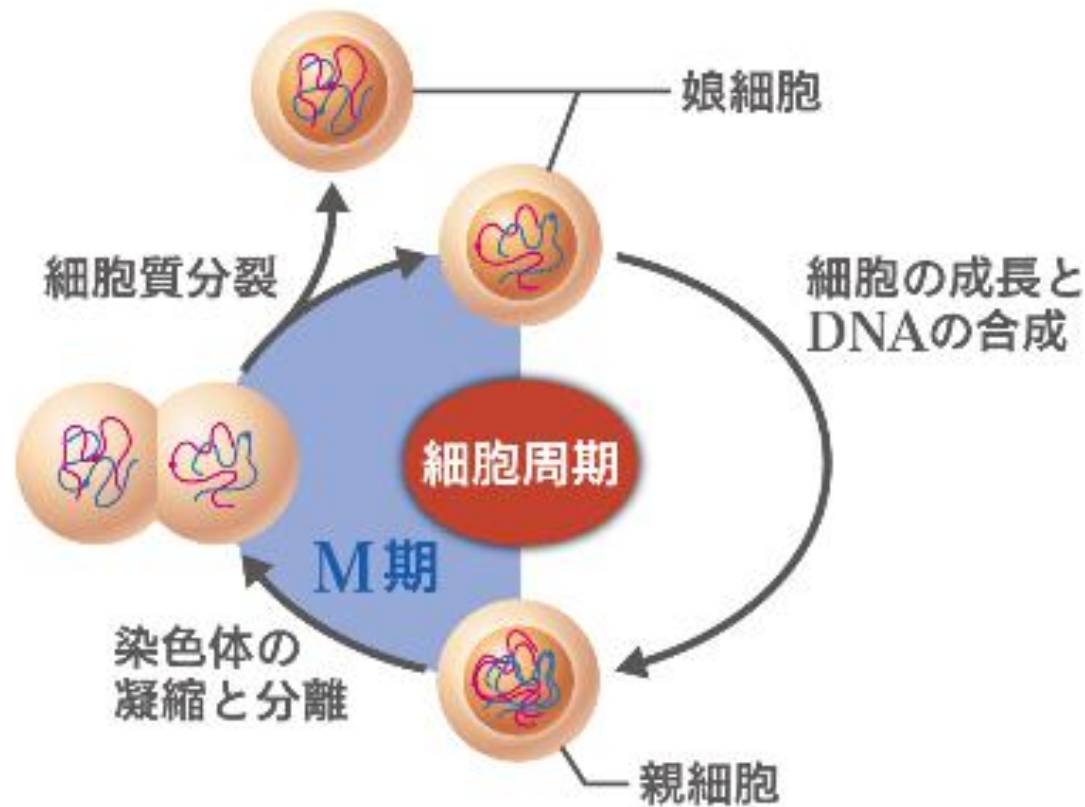 娘細胞
細胞質分裂
細胞の成長と
DNAの合成
細胞周期
M期
染色体の
凝縮と分離
親細胞